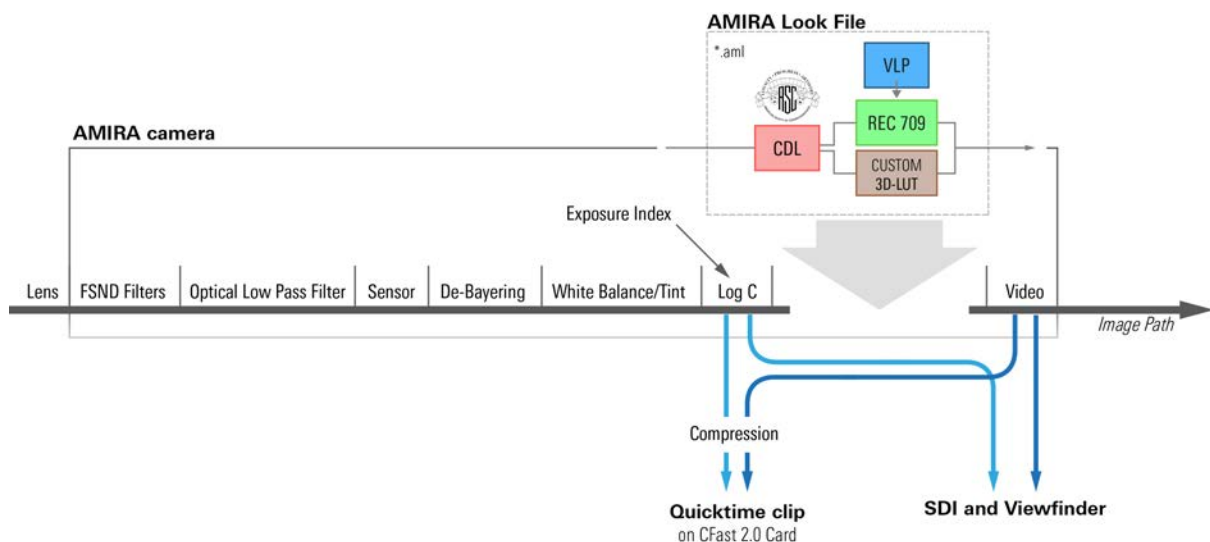 AMIRA Look File
*.aml
VLP
ASC
REC 709
CDL
CUSTOM
3D-LUT
AMIRA camera
Exposure Index
Lens
FSND Filters
Optical Low Pass Filter
Sensor
De-Bayering
White Balance/Tint
Log C
Video
Image Path
Compression
Quicktime clip
on CFast 2.0 Card
SDI and Viewfinder